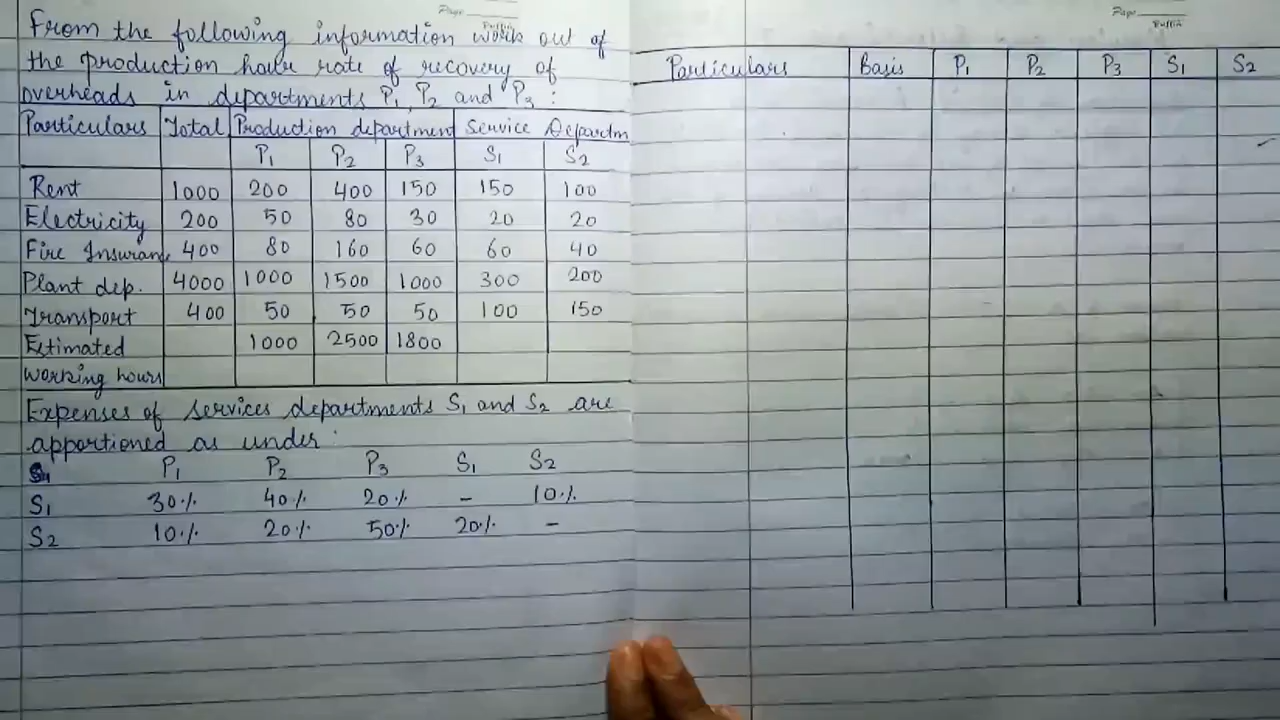 Page
From the following information work out of
the production hour rate of recovery of
overheads in departments P1, P2 and P3 :
Particulars Total Production department Service Departm
P1 P2 P3 S1 S2
Rent 1000 200 400 150 150 100
Electricity 200 50 80 30 20 20
Fire Insuran 400 80 160 60 60 40
Plant dep. 4000 1000 1500 1000 300 200
Transport 400 50 50 50 100 150
Estimated 1000 2500 1800
working hours
Expenses of services departments S1 and S2 are
apportioned as under :
P1 P2 P3 S1 S2
S1 30% 40% 20% - 10%
S2 10% 20% 50% 20% -
Page
Particulars Basis P1 P2 P3 S1 S2